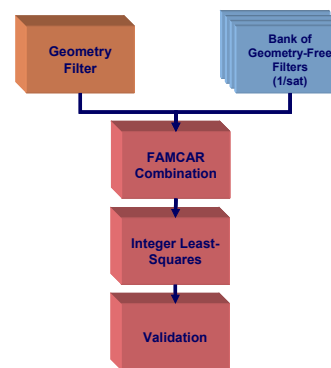 Geometry
Filter
Bank of
Geometry-Free
Filters
(1/sat)
FAMCAR
Combination
Integer Least-
Squares
Validation